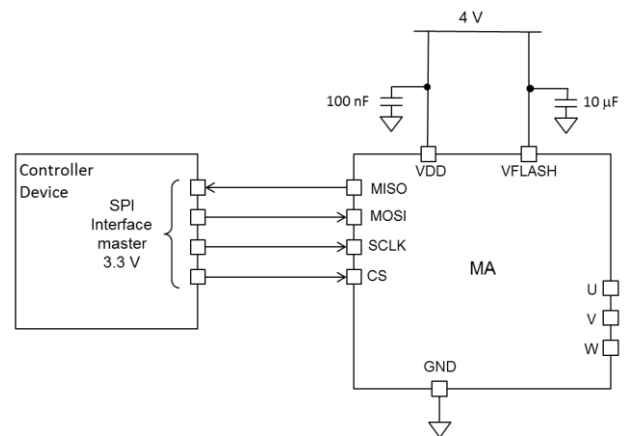 4 V
100 nF
10 µF
Controller
Device
SPI
Interface
master
3.3 V
VDD
VFLASH
MISO
MOSI
SCLK
CS
MA
U
V
W
GND